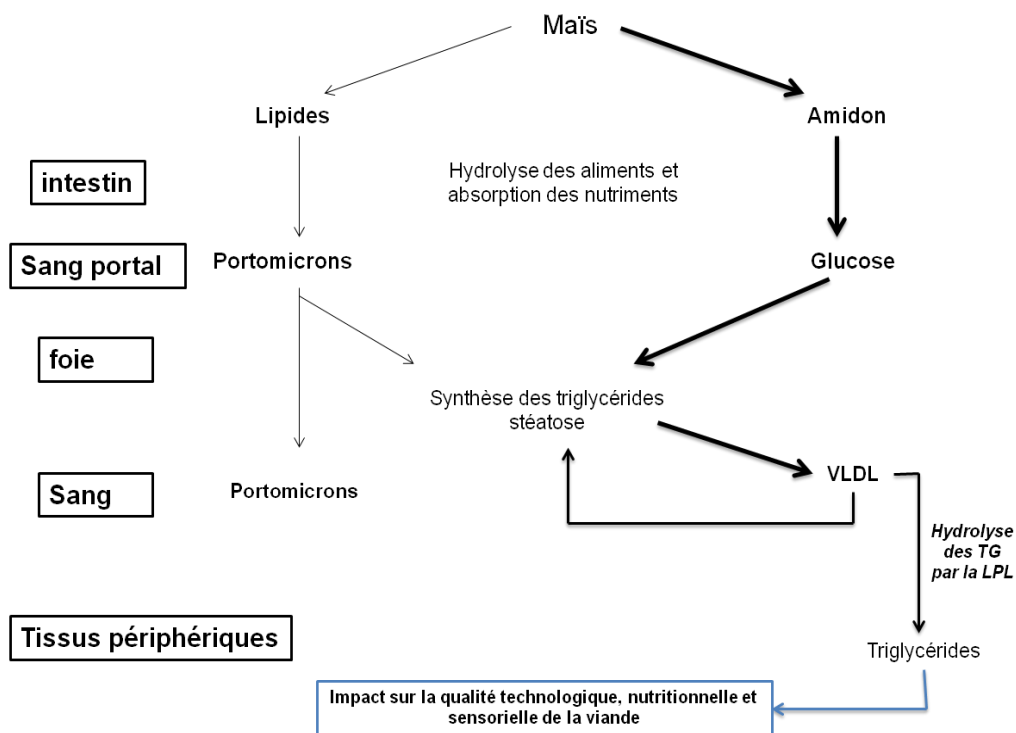 Maïs
Lipides
Amidon
Hydrolyse des aliments et
absorption des nutriments
intestin
Sang portal
Portomicrons
Glucose
foie
Synthèse des triglycérides
stéatose
VLDL
Sang
Portomicrons
Hydrolyse
des TG
par la LPL
Tissus périphériques
Triglycérides
Impact sur la qualité technologique, nutritionnelle et
sensorielle de la viande